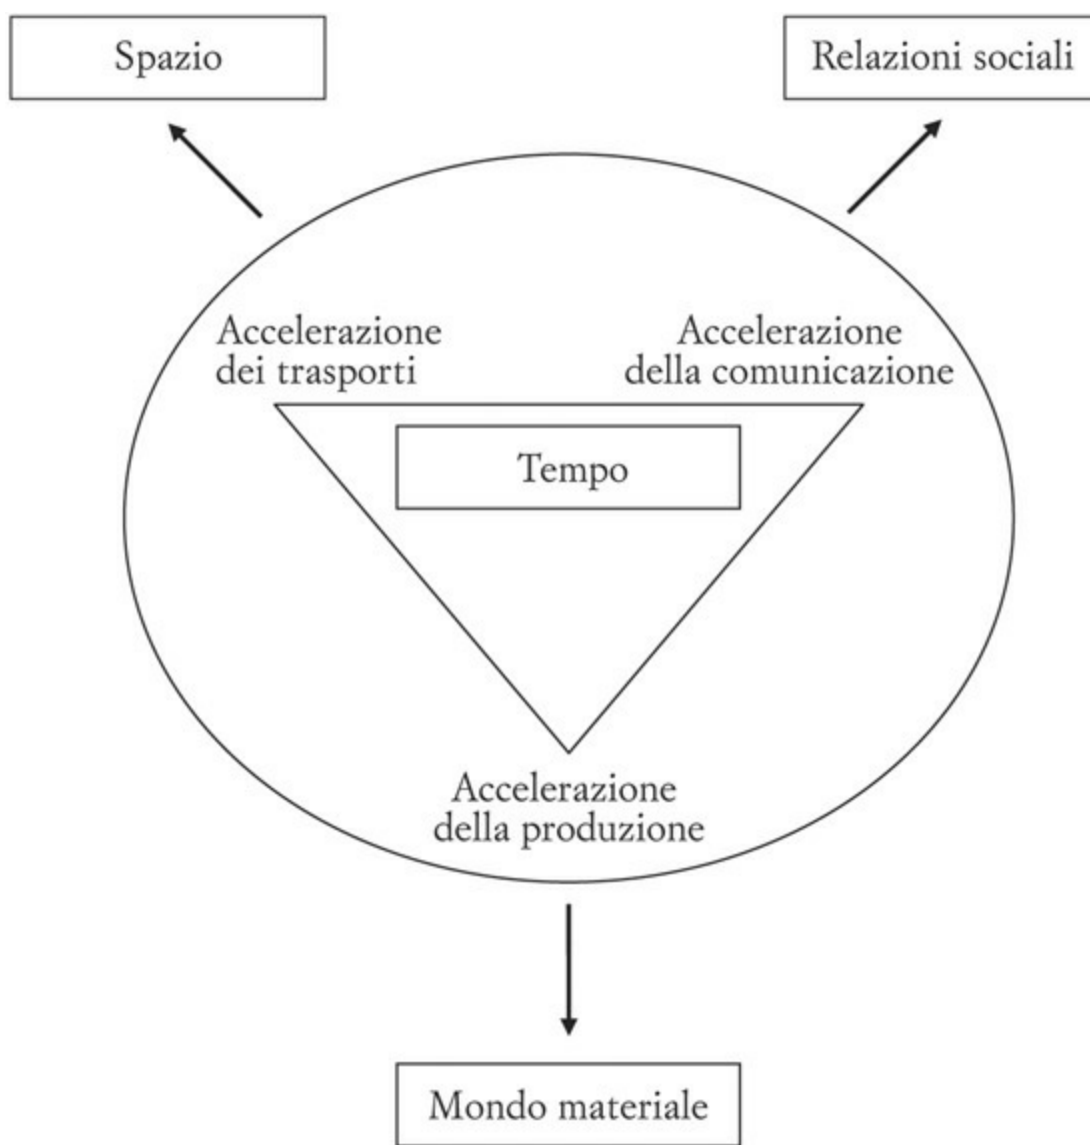 Spazio
Relazioni sociali
Accelerazione
dei trasporti
Accelerazione
della comunicazione
Tempo
Accelerazione
della produzione
Mondo materiale